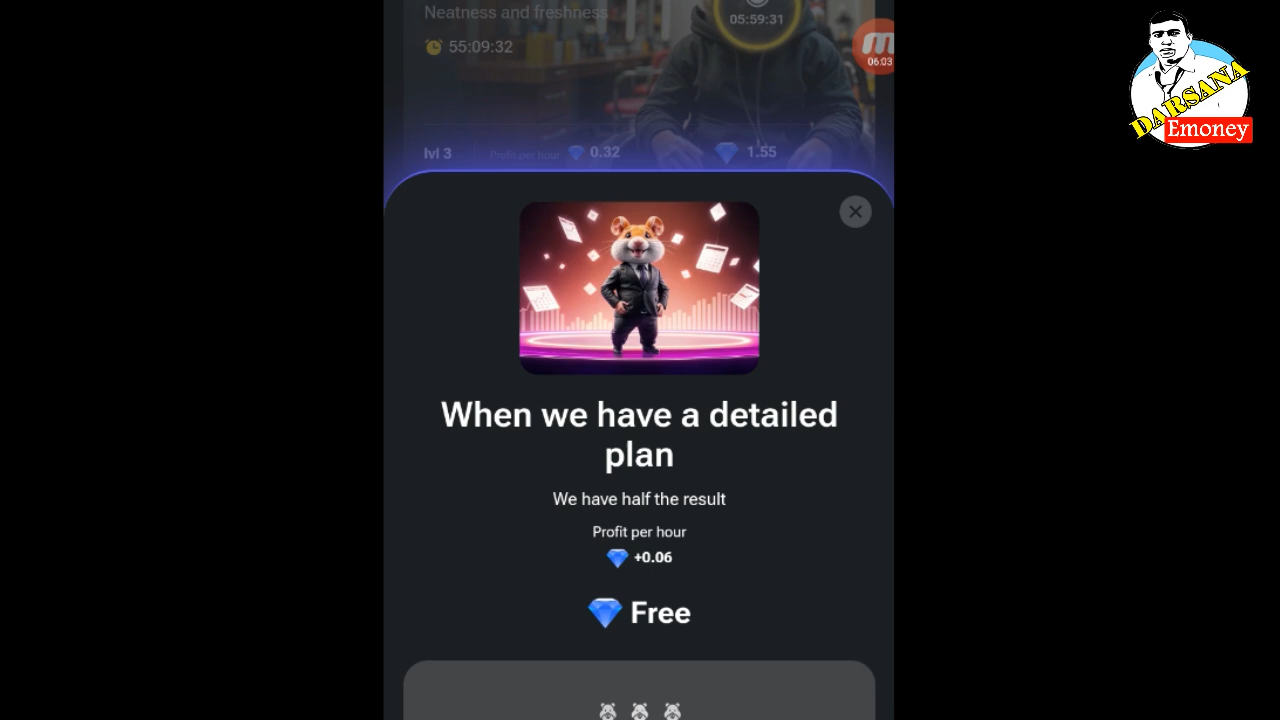 Neatness and freshness
55:09:32
05:59:31
06:03
lvl 3
Profit per hour
0.32
1.55
When we have a detailed
plan
We have half the result
Profit per hour
+0.06
Free
DARSANA
Emoney